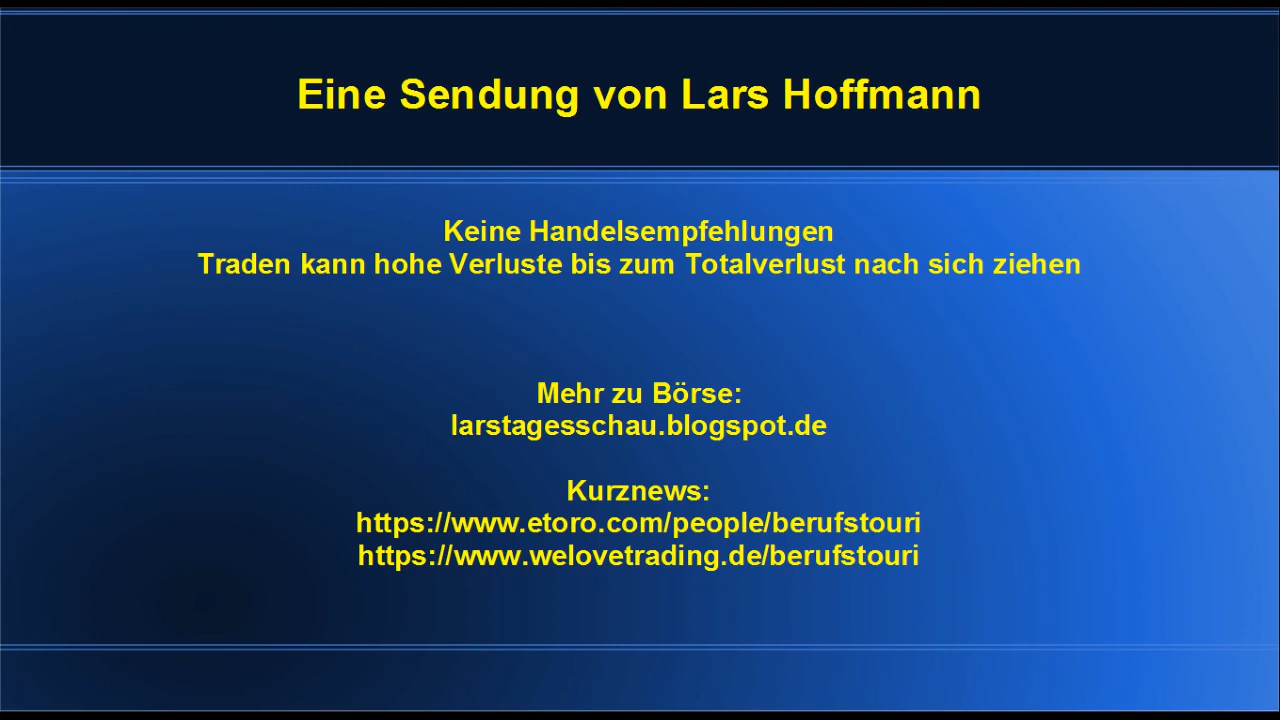 Eine Sendung von Lars Hoffmann
Keine Handelsempfehlungen
Traden kann hohe Verluste bis zum Totalverlust nach sich ziehen
Mehr zu Börse:
larstagesschau.blogspot.de
Kurznews:
https://www.etoro.com/people/berufstouri
https://www.welovetrading.de/berufstouri